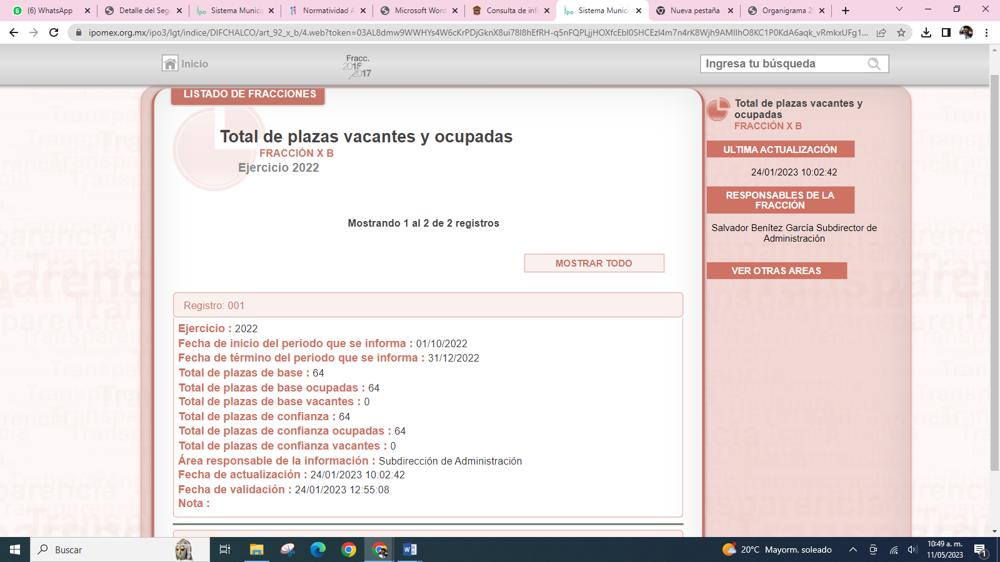 (6) WhatsApp
Detalle del Seg
Sistema Munici
Normatividad A
Microsoft Word
Consulta de inf
Sistema Munici
Nueva pestaña
Organigrama 2
ipomex.org.mx/ipo3/lgt/indice/DIFCHALCO/art_92_x_b/4.web?token=
Inicio
Fracc.
2015
2017
Ingresa tu búsqueda
LISTADO DE FRACCIONES
Total de plazas vacantes y ocupadas
FRACCIÓN X B
Ejercicio 2022
Mostrando 1 al 2 de 2 registros
MOSTRAR TODO
Registro: 001
Ejercicio : 2022
Fecha de inicio del periodo que se informa : 01/10/2022
Fecha de término del periodo que se informa : 31/12/2022
Total de plazas de base : 64
Total de plazas de base ocupadas : 64
Total de plazas de base vacantes : 0
Total de plazas de confianza : 64
Total de plazas de confianza ocupadas : 64
Total de plazas de confianza vacantes : 0
Área responsable de la información : Subdirección de Administración
Fecha de actualización : 24/01/2023 10:02:42
Fecha de validación : 24/01/2023 12:55:08
Nota :
Total de plazas vacantes y
ocupadas
FRACCIÓN X B
ULTIMA ACTUALIZACIÓN
24/01/2023 10:02:42
RESPONSABLES DE LA
FRACCIÓN
Salvador Benítez García Subdirector de
Administración
VER OTRAS AREAS
Buscar
20°C Mayorm. soleado
10:49 a. m.
11/05/2023
1